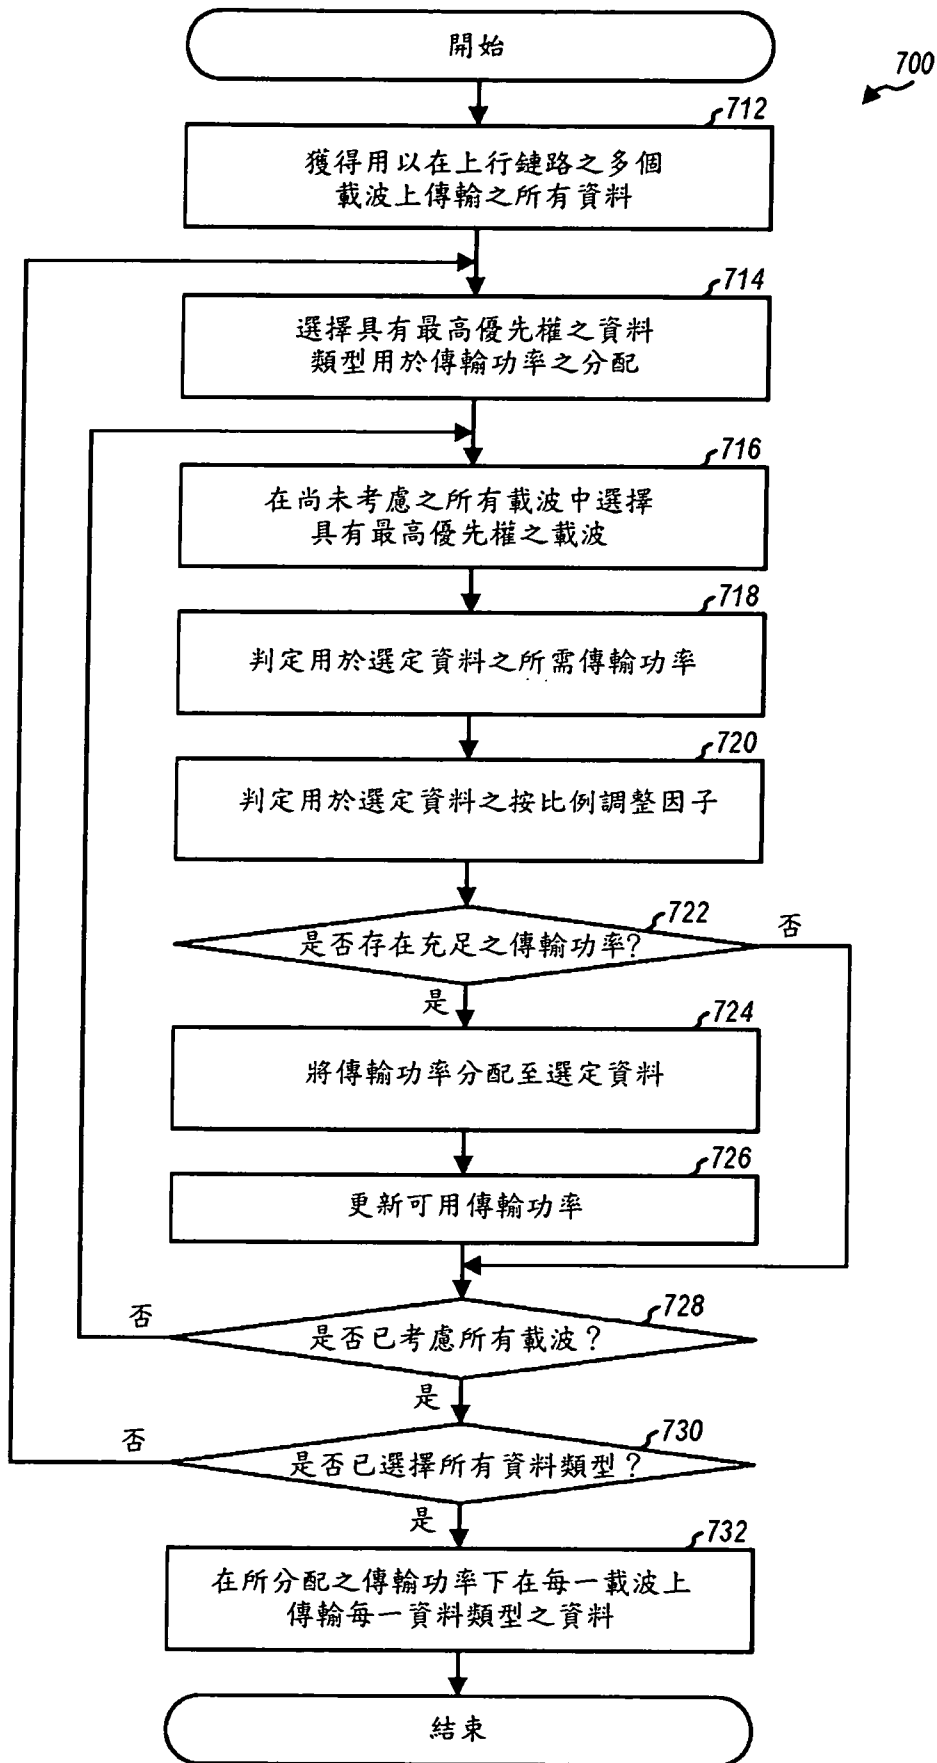 開始
700
712
獲得用以在上行鏈路之多個
載波上傳輸之所有資料
714
選擇具有最高優先權之資料
類型用於傳輸功率之分配
716
在尚未考慮之所有載波中選擇
具有最高優先權之載波
718
判定用於選定資料之所需傳輸功率
720
判定用於選定資料之按比例調整因子
722
是否存在充足之傳輸功率?
否
是
724
將傳輸功率分配至選定資料
726
更新可用傳輸功率
728
否
是否已考慮所有載波？
是
730
否
是否已選擇所有資料類型？
是
732
在所分配之傳輸功率下在每一載波上
傳輸每一資料類型之資料
結束